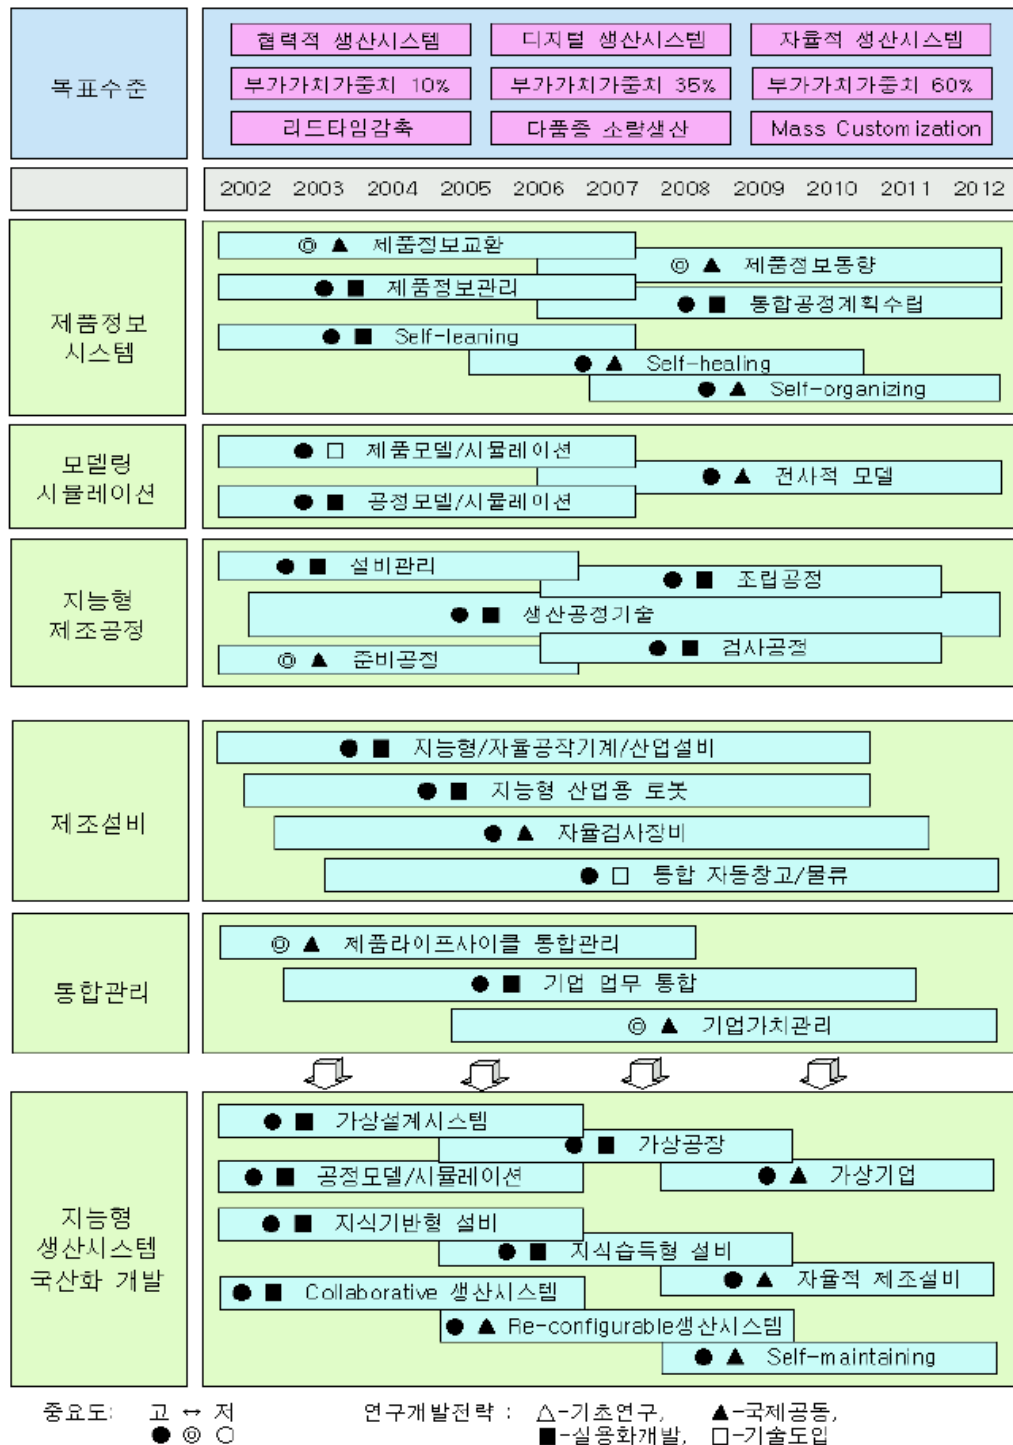 목표수준
협력적 생산시스템
디지털 생산시스템
자율적 생산시스템
부가가치가중치 10%
부가가치가중치 35%
부가가치가중치 60%
리드타임감축
다품종 소량생산
Mass Customization
2002 2003 2004 2005 2006 2007 2008 2009 2010 2011 2012
제품정보
시스템
◎ ▲ 제품정보교환
◎ ▲ 제품정보통향
● ■ 제품정보관리
● ■ 통합공정계획수립
● ■ Self-leaning
● ▲ Self-healing
● ▲ Self-organizing
모델링
시뮬레이션
● □ 제품모델/시뮬레이션
● ▲ 전사적 모델
● ■ 공정모델/시뮬레이션
지능형
제조공정
● ■ 설비관리
● ■ 조립공정
● ■ 생산공정기술
● ■ 검사공정
◎ ▲ 준비공정
제조설비
● ■ 지능형/자율공작기계/산업설비
● ■ 지능형 산업용 로봇
● ▲ 자율검사장비
● □ 통합 자동창고/물류
통합관리
◎ ▲ 제품라이프사이클 통합관리
● ■ 기업 업무 통합
◎ ▲ 기업가치관리
지능형
생산시스템
국산화 개발
● ■ 가상설계시스템
● ■ 가상공장
● ■ 공정모델/시뮬레이션
● ▲ 가상기업
● ■ 지식기반형 설비
● ■ 지식습득형 설비
● ▲ 자율적 제조설비
● ■ Collaborative 생산시스템
● ▲ Re-configurable생산시스템
● ▲ Self-maintaining
중요도: 고 ↔ 저
● ◎ ○
연구개발전략 : △-기초연구, ▲-국제공동,
■-실용화개발, □-기술도입